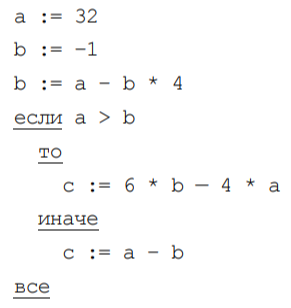 a := 32
b := –1
b := a – b * 4
если a > b
то
c := 6 * b – 4 * a
иначе
c := a – b
все